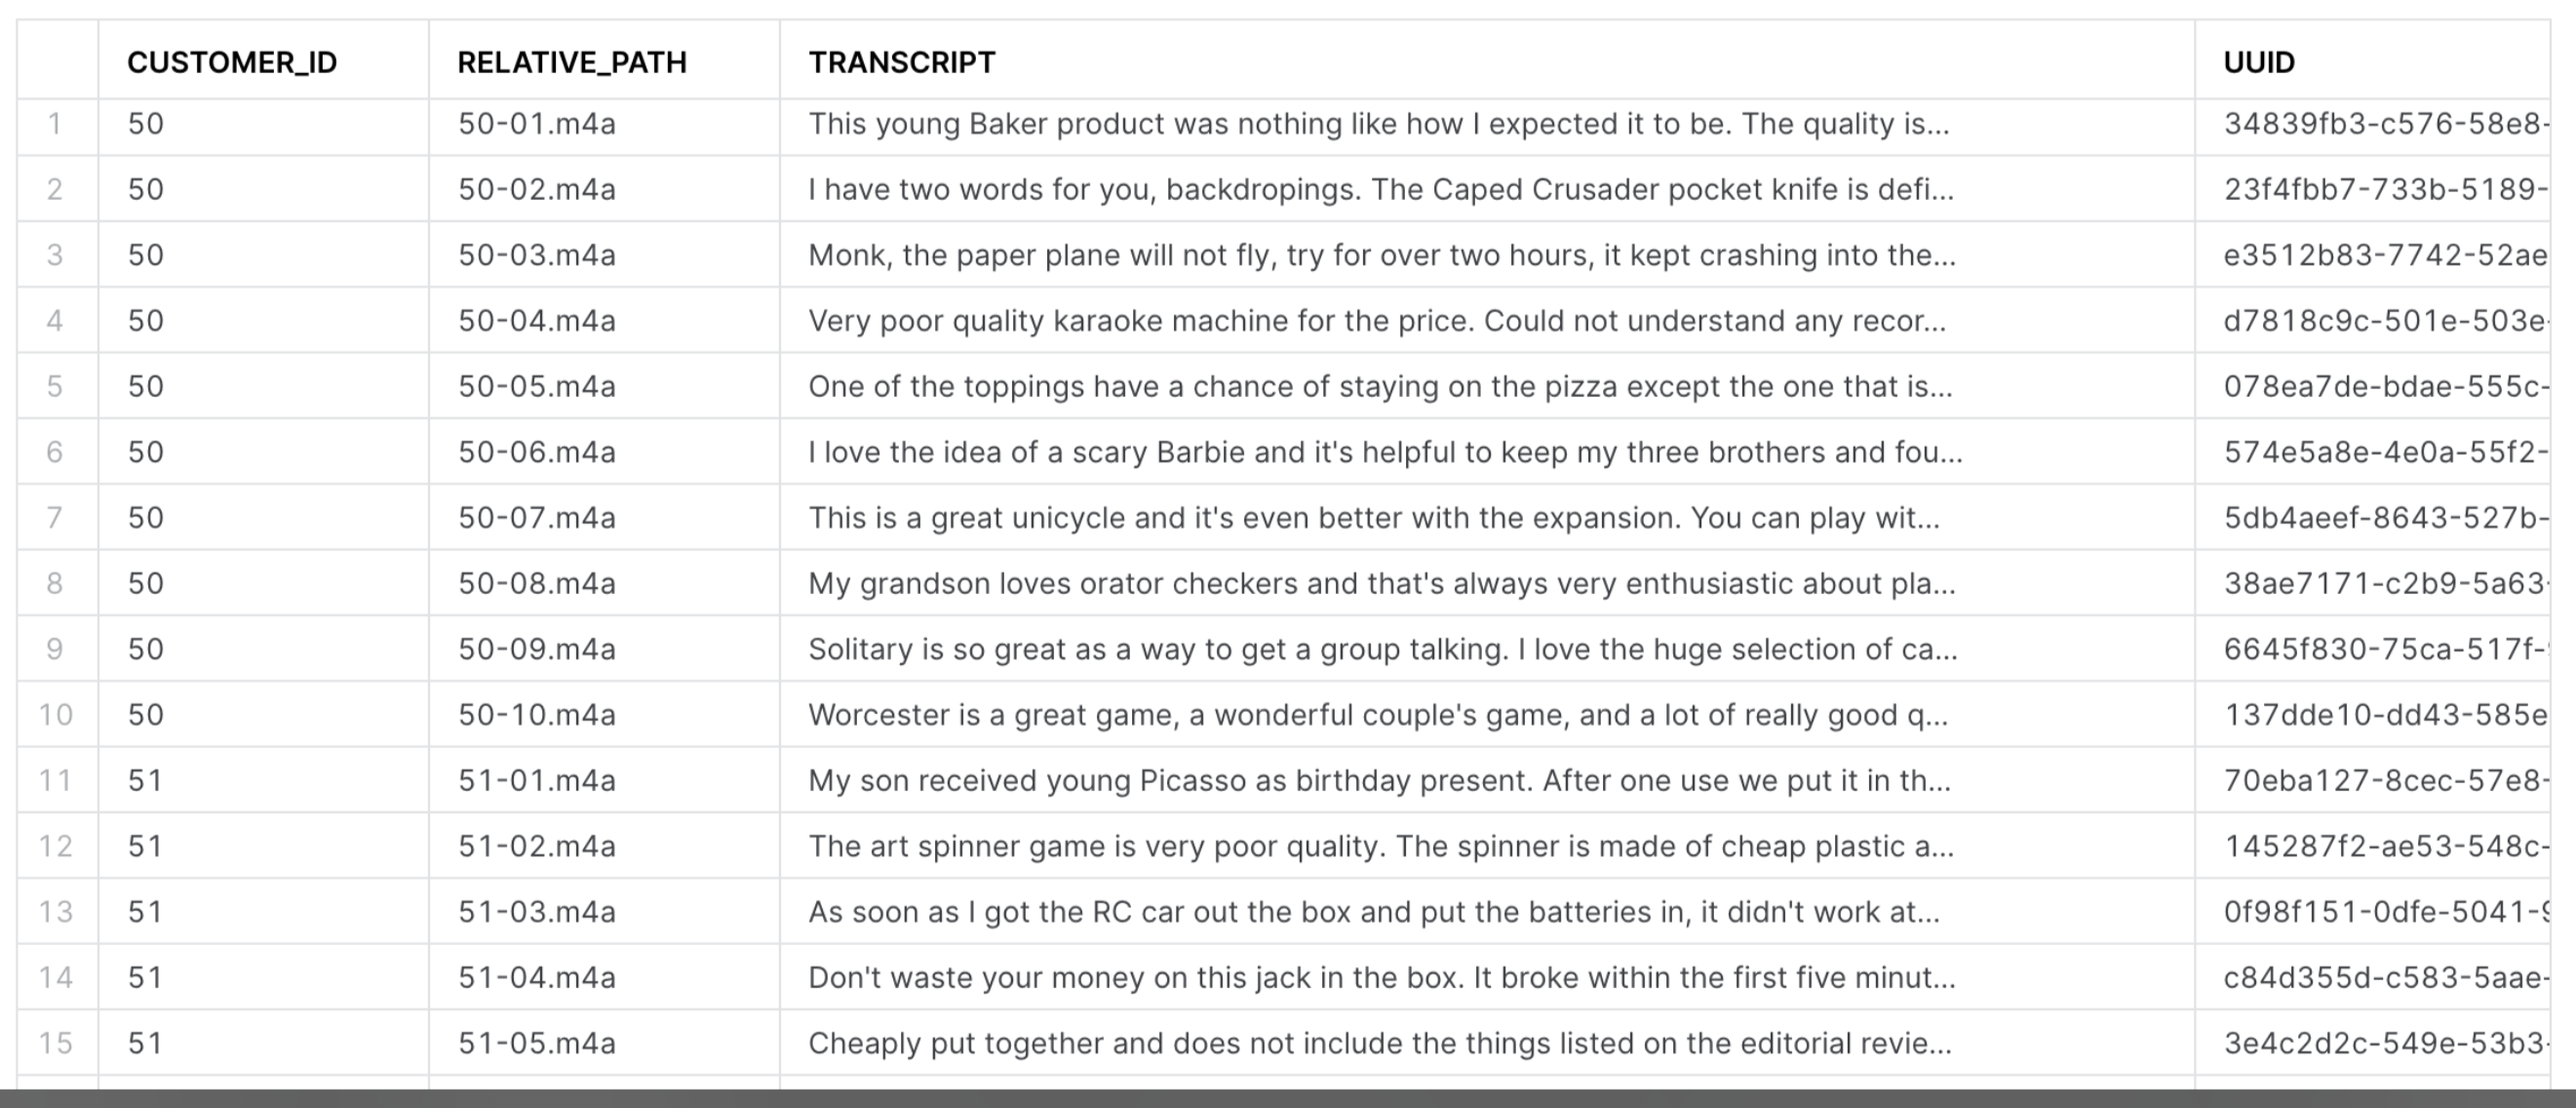 CUSTOMER_ID RELATIVE_PATH TRANSCRIPT UUID
1 50 50-01.m4a This young Baker product was nothing like how I expected it to be. The quality is... 34839fb3-c576-58e8-
2 50 50-02.m4a I have two words for you, backdropings. The Caped Crusader pocket knife is defi... 23f4fbb7-733b-5189-
3 50 50-03.m4a Monk, the paper plane will not fly, try for over two hours, it kept crashing into the... e3512b83-7742-52ae
4 50 50-04.m4a Very poor quality karaoke machine for the price. Could not understand any recor... d7818c9c-501e-503e-
5 50 50-05.m4a One of the toppings have a chance of staying on the pizza except the one that is... 078ea7de-bdae-555c-
6 50 50-06.m4a I love the idea of a scary Barbie and it's helpful to keep my three brothers and fou... 574e5a8e-4e0a-55f2-
7 50 50-07.m4a This is a great unicycle and it's even better with the expansion. You can play wit... 5db4aeef-8643-527b-
8 50 50-08.m4a My grandson loves orator checkers and that's always very enthusiastic about pla... 38ae7171-c2b9-5a63-
9 50 50-09.m4a Solitary is so great as a way to get a group talking. I love the huge selection of ca... 6645f830-75ca-517f-
10 50 50-10.m4a Worcester is a great game, a wonderful couple's game, and a lot of really good q... 137dde10-dd43-585e
11 51 51-01.m4a My son received young Picasso as birthday present. After one use we put it in th... 70eba127-8cec-57e8-
12 51 51-02.m4a The art spinner game is very poor quality. The spinner is made of cheap plastic a... 145287f2-ae53-548c-
13 51 51-03.m4a As soon as I got the RC car out the box and put the batteries in, it didn't work at... 0f98f151-0dfe-5041-
14 51 51-04.m4a Don't waste your money on this jack in the box. It broke within the first five minut... c84d355d-c583-5aae-
15 51 51-05.m4a Cheaply put together and does not include the things listed on the editorial revie... 3e4c2d2c-549e-53b3-